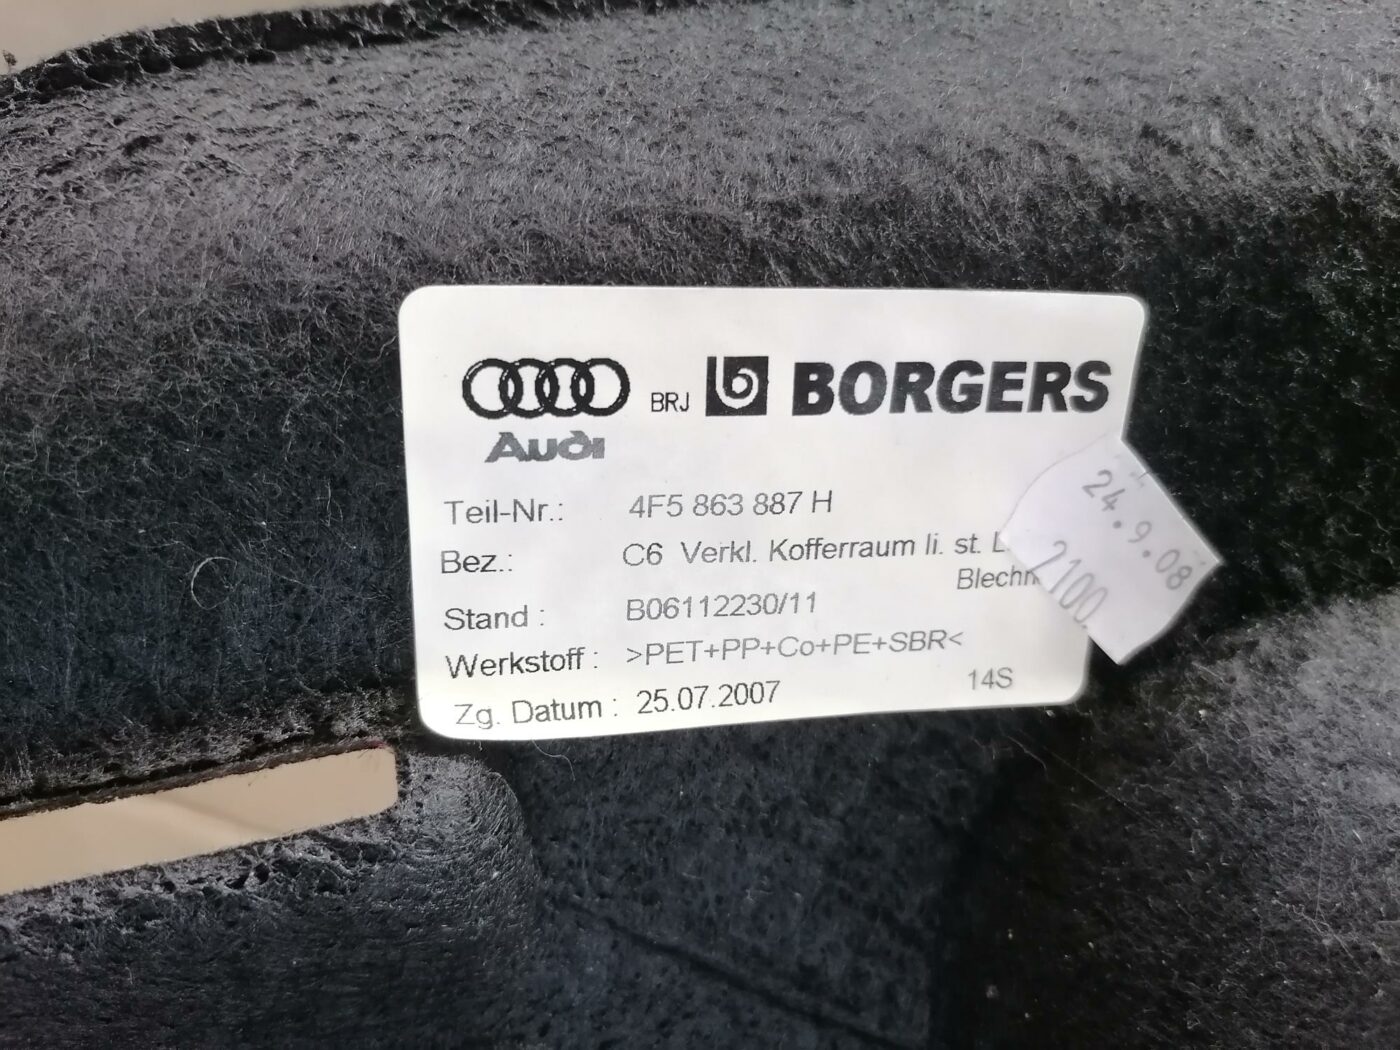 Audi BRJ BORGERS
Teil-Nr.: 4F5 863 887 H
Bez.: C6 Verkl. Kofferraum li. st.
Stand : B06112230/11
Werkstoff : >PET+PP+Co+PE+SBR<
Zg. Datum : 25.07.2007 14S
24.9.08